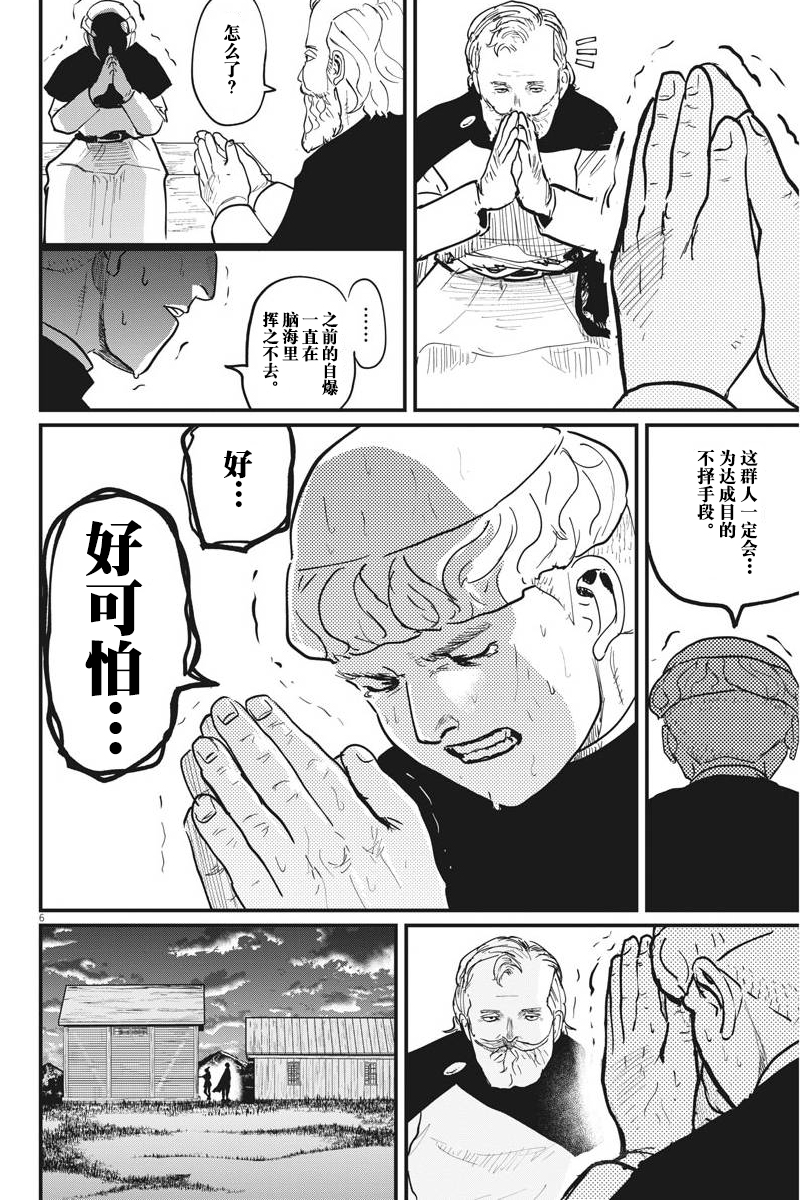 怎么了？
……
之前的自爆
一直在
脑海里
挥之不去。
这群人一定会…
为达成目的
不择手段。
好…
好可怕…
6